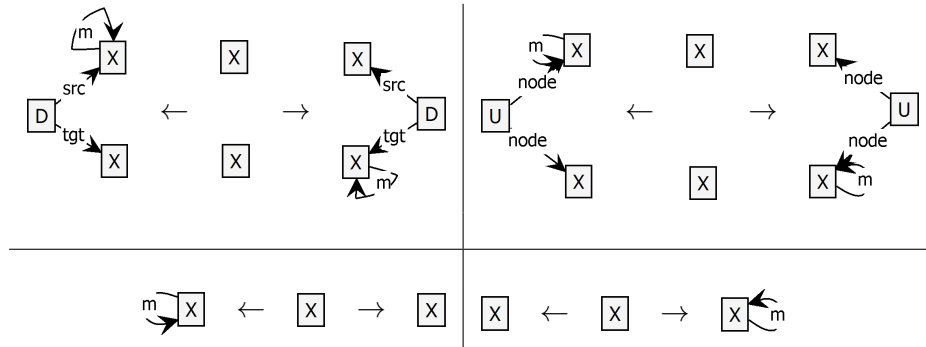 m
X X X
src src
D ← → D
tgt tgt
X X X
m
m X X X
node node
U ← → U
node node
X X X m
m X ← X → X
X ← X → X m